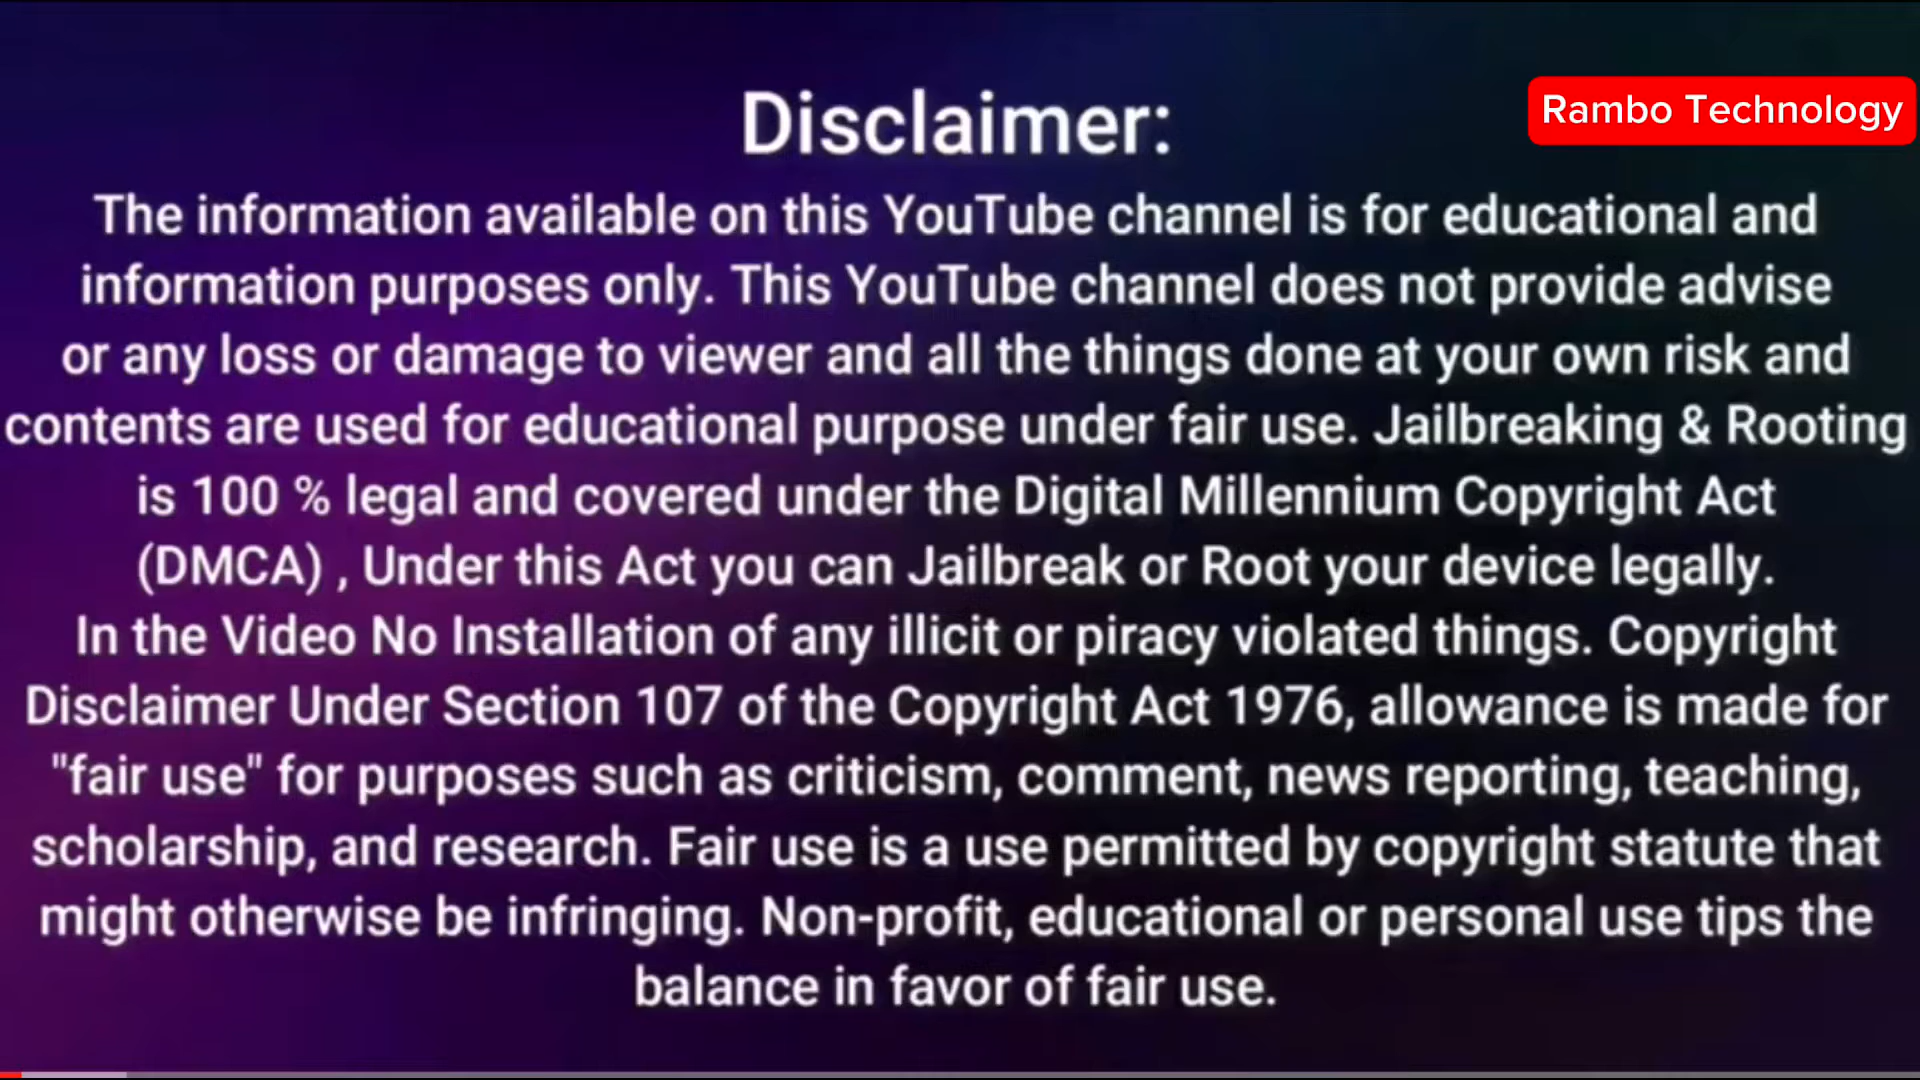 Disclaimer:
Rambo Technology
The information available on this YouTube channel is for educational and
information purposes only. This YouTube channel does not provide advise
or any loss or damage to viewer and all the things done at your own risk and
contents are used for educational purpose under fair use. Jailbreaking & Rooting
is 100 % legal and covered under the Digital Millennium Copyright Act
(DMCA) , Under this Act you can Jailbreak or Root your device legally.
In the Video No Installation of any illicit or piracy violated things. Copyright
Disclaimer Under Section 107 of the Copyright Act 1976, allowance is made for
"fair use" for purposes such as criticism, comment, news reporting, teaching,
scholarship, and research. Fair use is a use permitted by copyright statute that
might otherwise be infringing. Non-profit, educational or personal use tips the
balance in favor of fair use.